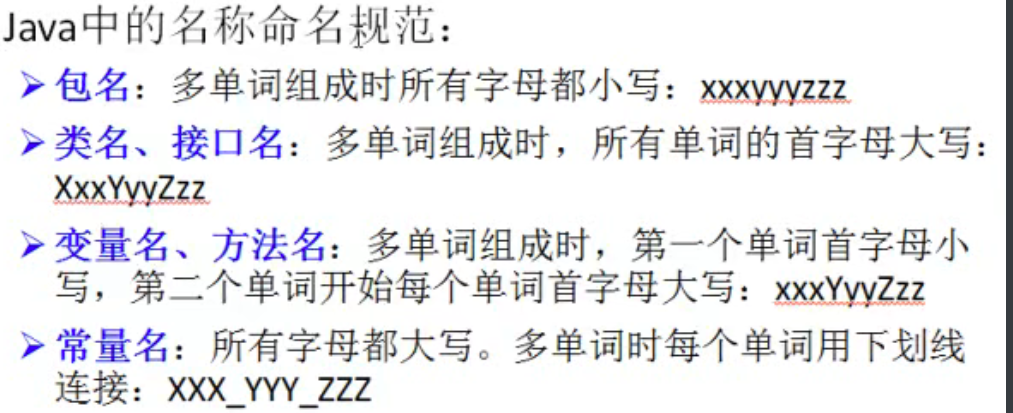 Java中的名称命名规范：
➢ 包名：多单词组成时所有字母都小写：xxxyyyzzz
➢ 类名、接口名：多单词组成时，所有单词的首字母大写：
XxxYyyZzz
➢ 变量名、方法名：多单词组成时，第一个单词首字母小
写，第二个单词开始每个单词首字母大写：xxxYyyZzz
➢ 常量名：所有字母都大写。多单词时每个单词用下划线
连接：XXX_YYY_ZZZ